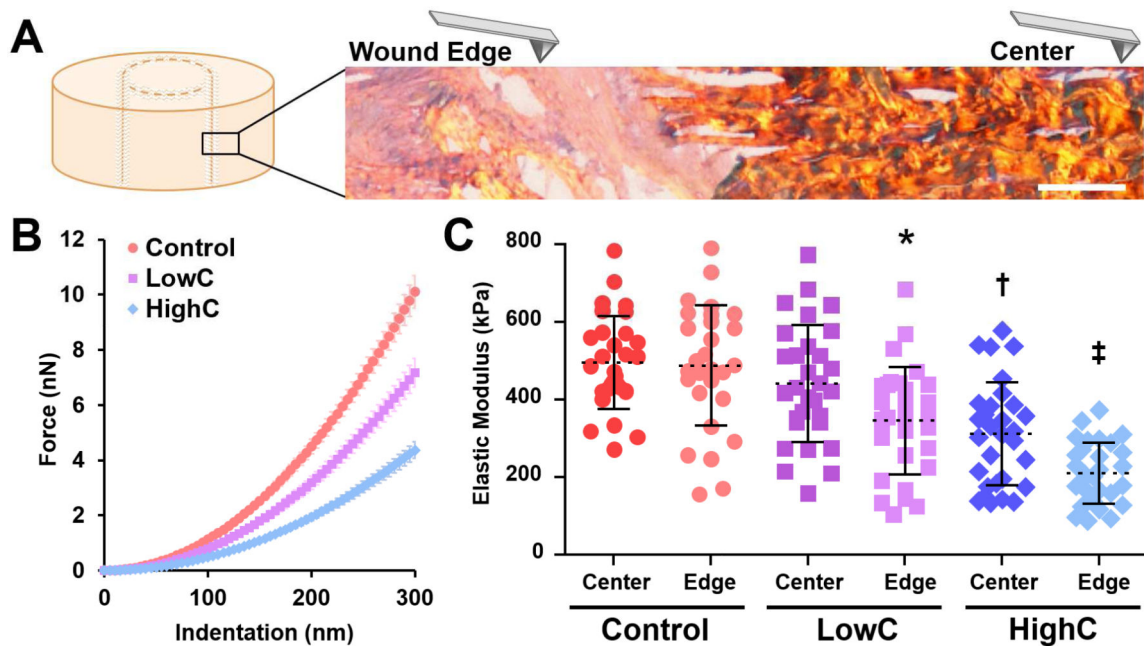 A
Wound Edge
Center
B
12
10
8
6
4
2
0
Force (nN)
Control
LowC
HighC
0
100
200
300
Indentation (nm)
C
800
600
400
200
0
Elastic Modulus (kPa)
*
†
‡
Center
Edge
Center
Edge
Center
Edge
Control
LowC
HighC